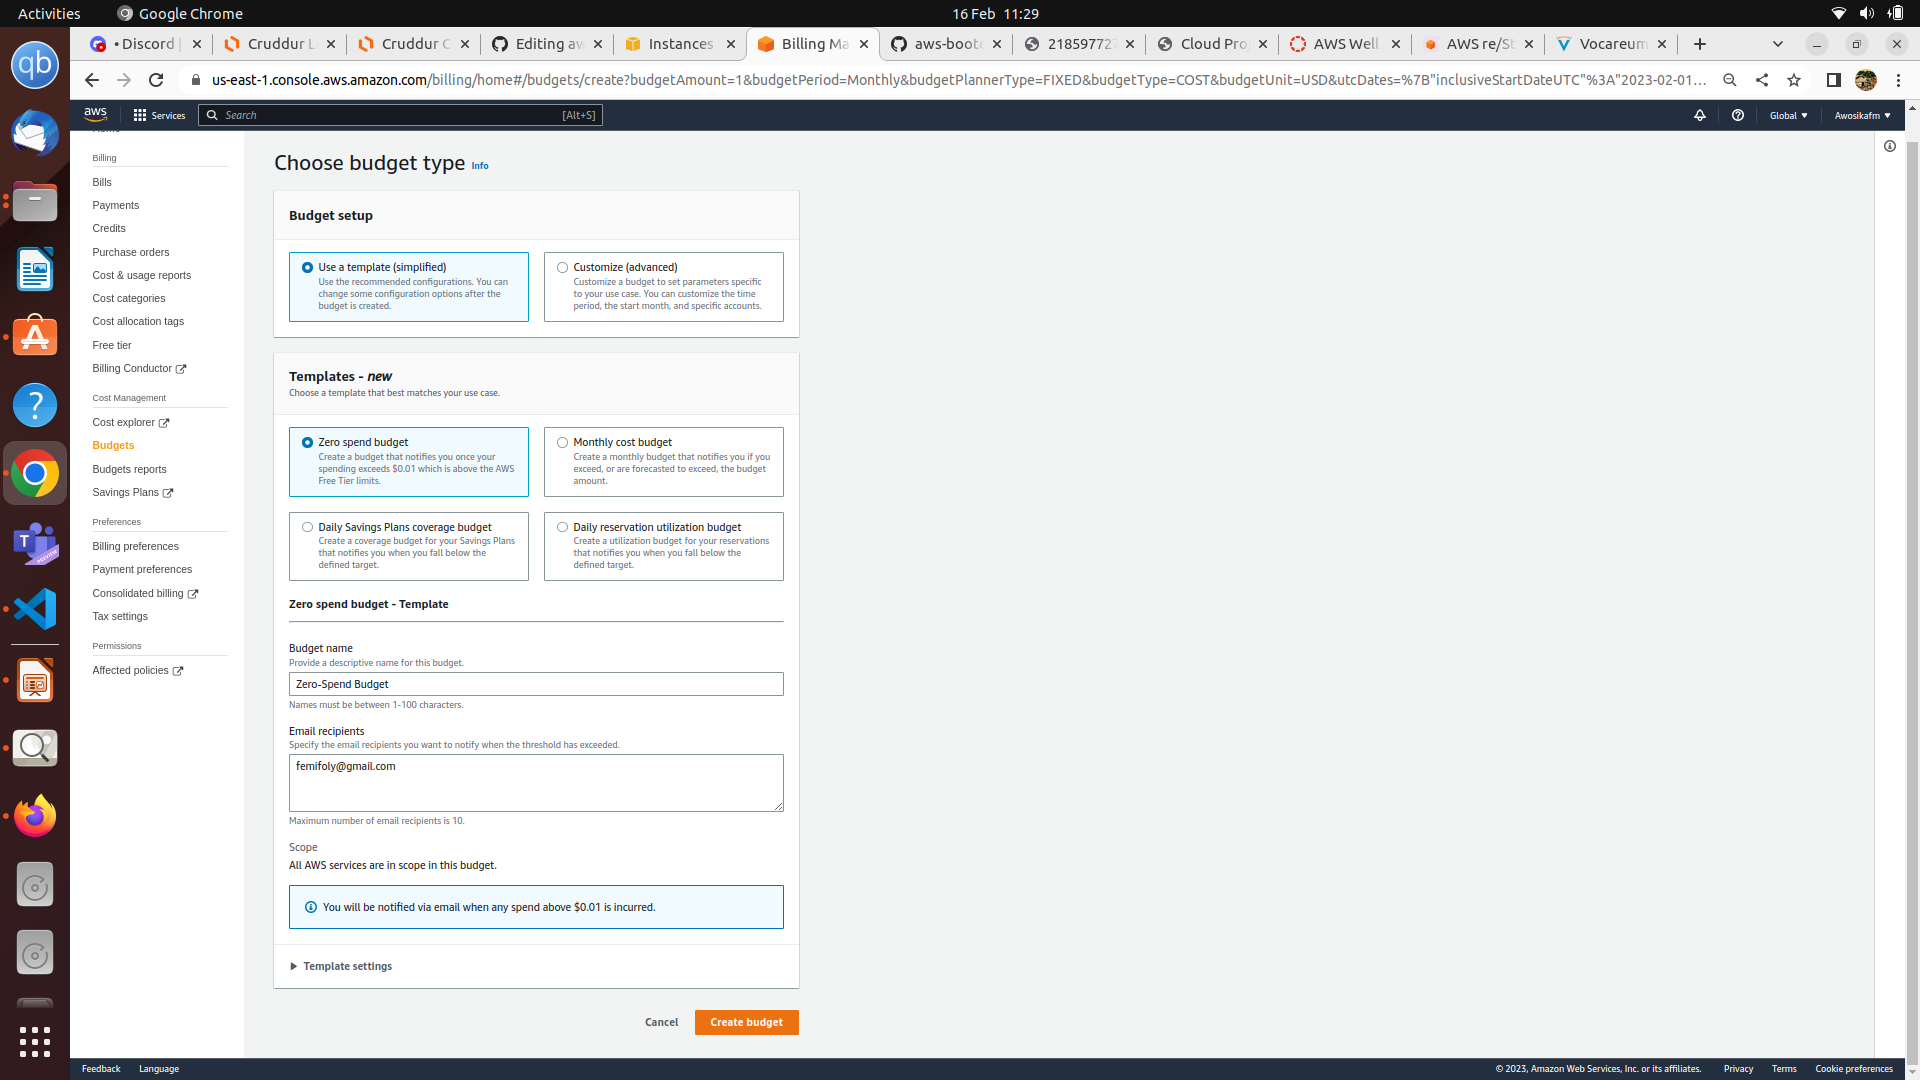 Activities
Google Chrome
16 Feb 11:29
• Discord |
Cruddur L
Cruddur C
Editing aw
Instances
Billing Ma
aws-boot
218597727
Cloud Pro
AWS Well
AWS re/St
Vocareum
us-east-1.console.aws.amazon.com/billing/home#/budgets/create?budgetAmount=1&budgetPeriod=Monthly&budgetPlannerType=FIXED&budgetType=COST&budgetUnit=USD&utcDates=%7B"inclusiveStartDateUTC"%3A"2023-02-01...
aws
Services
Search
[Alt+S]
Global
Awosikafm
Billing
Bills
Payments
Credits
Purchase orders
Cost & usage reports
Cost categories
Cost allocation tags
Free tier
Billing Conductor
Cost Management
Cost explorer
Budgets
Budgets reports
Savings Plans
Preferences
Billing preferences
Payment preferences
Consolidated billing
Tax settings
Permissions
Affected policies
Choose budget type Info
Budget setup
Use a template (simplified)
Use the recommended configurations. You can
change some configuration options after the
budget is created.
Customize (advanced)
Customize a budget to set parameters specific
to your use case. You can customize the time
period, the start month, and specific accounts.
Templates - new
Choose a template that best matches your use case.
Zero spend budget
Create a budget that notifies you once your
spending exceeds $0.01 which is above the AWS
Free Tier limits.
Monthly cost budget
Create a monthly budget that notifies you if you
exceed, or are forecasted to exceed, the budget
amount.
Daily Savings Plans coverage budget
Create a coverage budget for your Savings Plans
that notifies you when you fall below the
defined target.
Daily reservation utilization budget
Create a utilization budget for your reservations
that notifies you when you fall below the
defined target.
Zero spend budget - Template
Budget name
Provide a descriptive name for this budget.
Zero-Spend Budget
Names must be between 1-100 characters.
Email recipients
Specify the email recipients you want to notify when the threshold has exceeded.
femifoly@gmail.com
Maximum number of email recipients is 10.
Scope
All AWS services are in scope in this budget.
You will be notified via email when any spend above $0.01 is incurred.
Template settings
Cancel
Create budget
Feedback
Language
© 2023, Amazon Web Services, Inc. or its affiliates.
Privacy
Terms
Cookie preferences
qb
T
PREVIEW